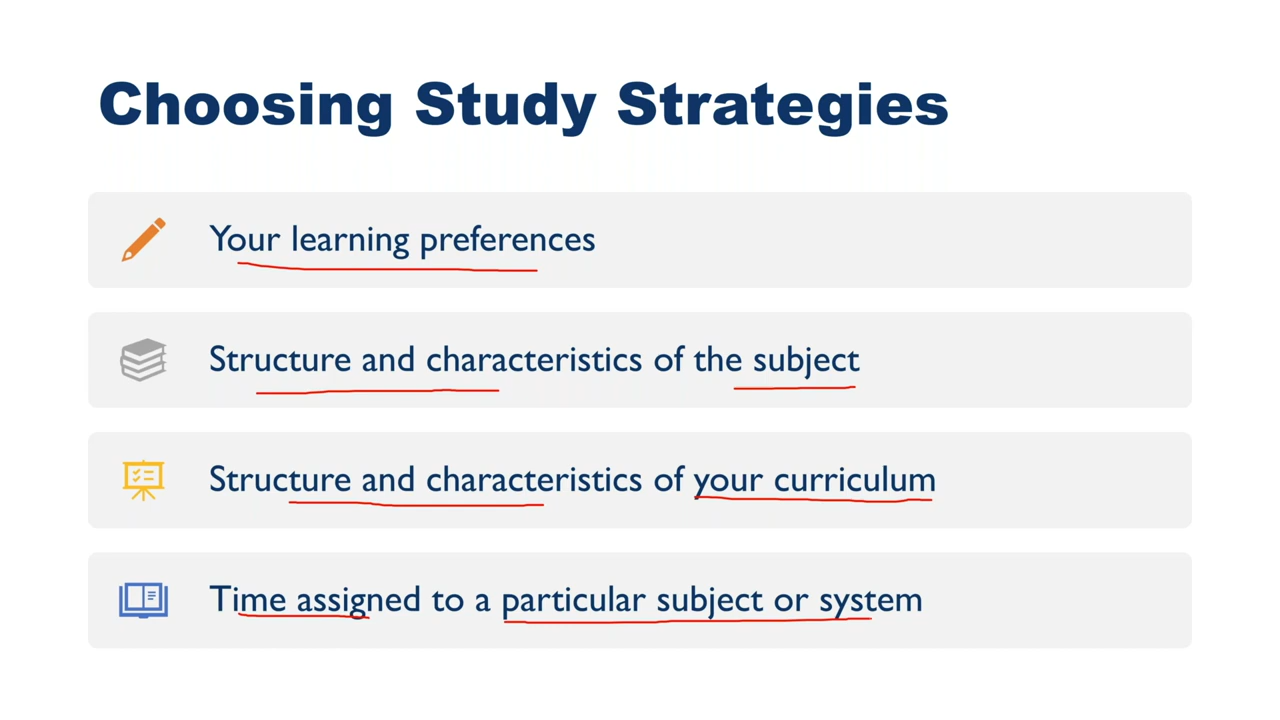 Choosing Study Strategies
Your learning preferences
Structure and characteristics of the subject
Structure and characteristics of your curriculum
Time assigned to a particular subject or system